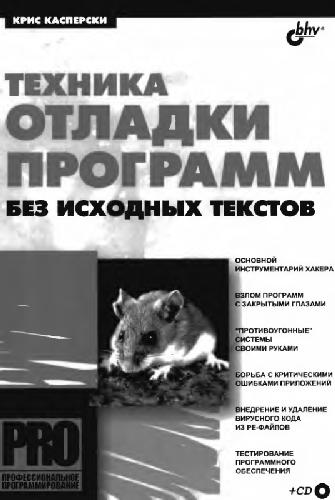 КРИС КАСПЕРСКИ
bhv®
ТЕХНИКА
ОТЛАДКИ
ПРОГРАММ
БЕЗ ИСХОДНЫХ ТЕКСТОВ
ОСНОВНОЙ
ИНСТРУМЕНТАРИЙ ХАКЕРА
ВЗЛОМ ПРОГРАММ
С ЗАКРЫТЫМИ ГЛАЗАМИ
"ПРОТИВОУГОННЫЕ"
СИСТЕМЫ
СВОИМИ РУКАМИ
БОРЬБА С КРИТИЧЕСКИМИ
ОШИБКАМИ ПРИЛОЖЕНИЙ
ВНЕДРЕНИЕ И УДАЛЕНИЕ
ВИРУСНОГО КОДА
ИЗ PE-ФАЙЛОВ
ТЕСТИРОВАНИЕ
ПРОГРАММНОГО
ОБЕСПЕЧЕНИЯ
PRO
ПРОФЕССИОНАЛЬНОЕ
ПРОГРАММИРОВАНИЕ
+CD